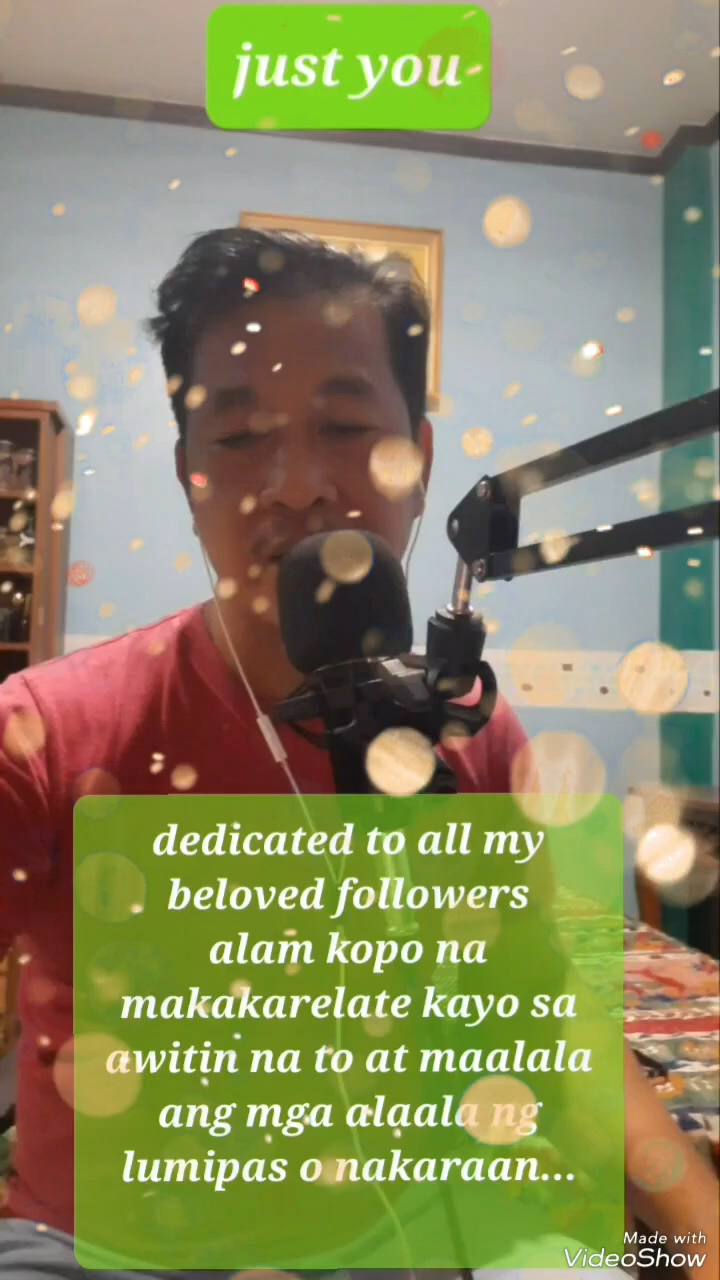 just you
dedicated to all my
beloved followers
alam kopo na
makakarelate kayo sa
awitin na to at maalala
ang mga alaala ng
lumipas o nakaraan...
Made with
VideoShow